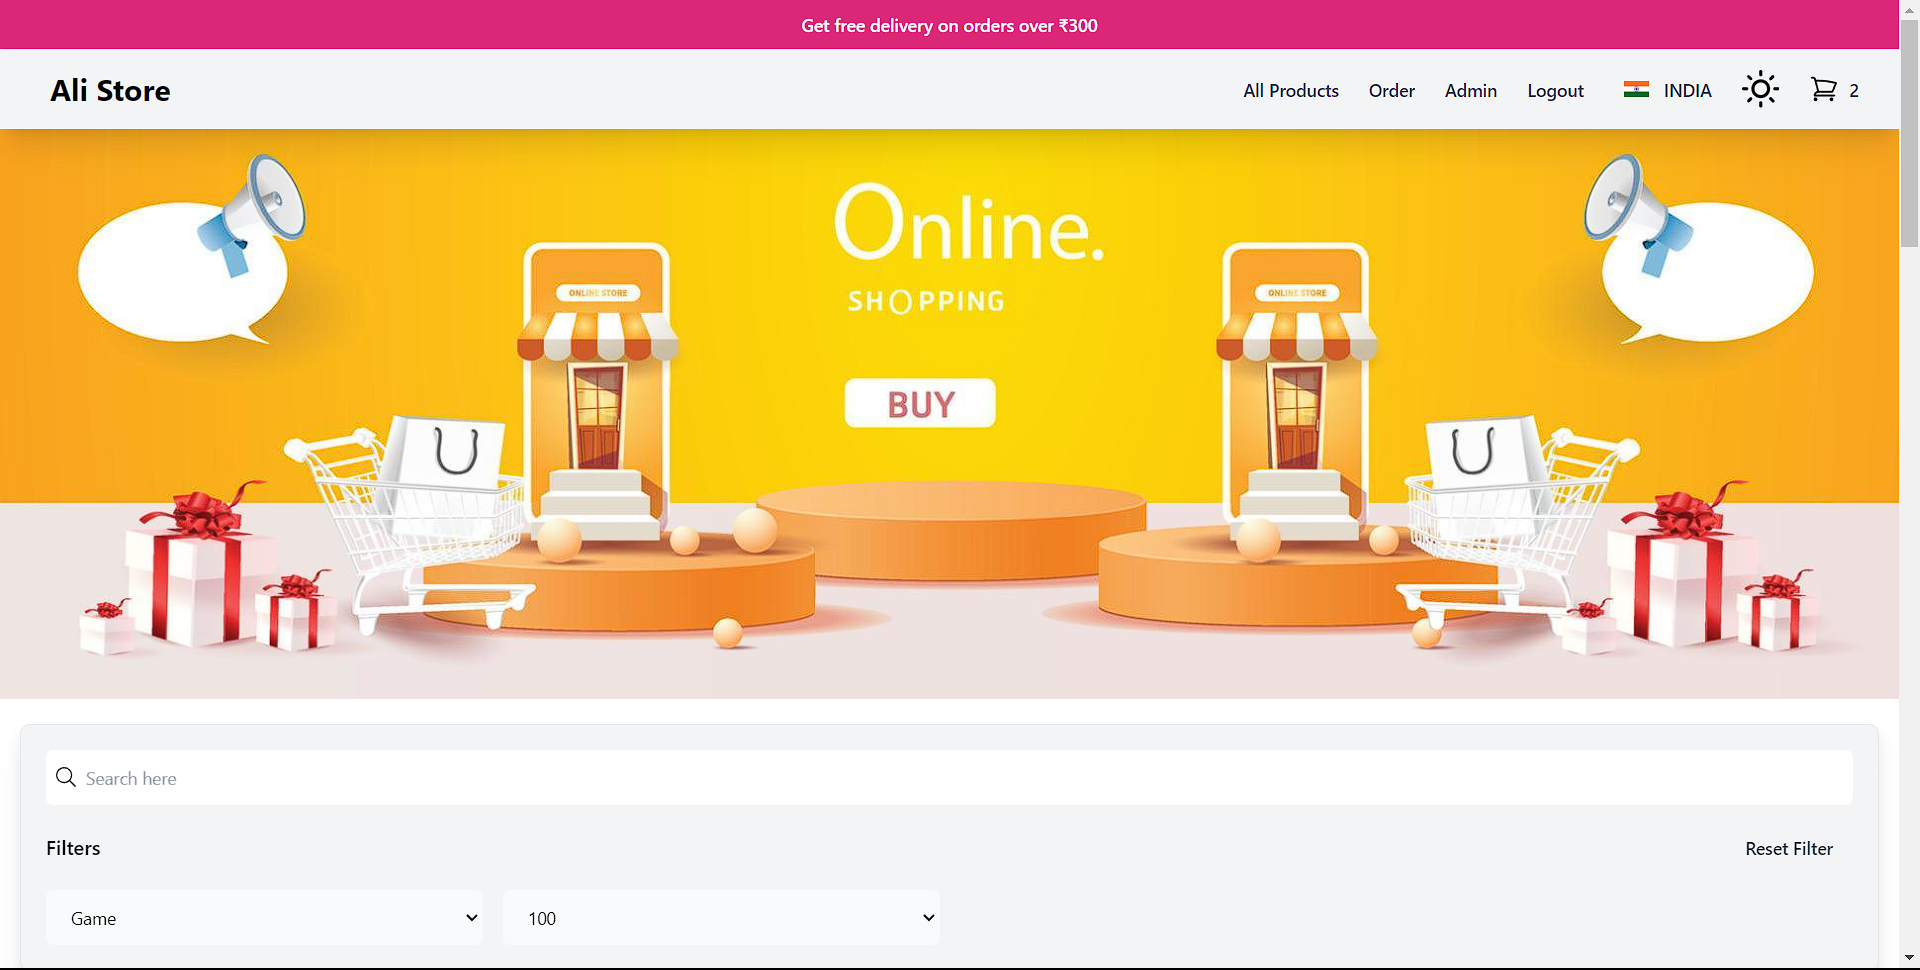 Get free delivery on orders over ₹300
Ali Store
All Products Order Admin Logout INDIA 2
Online.
SHOPPING
ONLINE STORE
ONLINE STORE
BUY
Search here
Filters
Reset Filter
Game
100